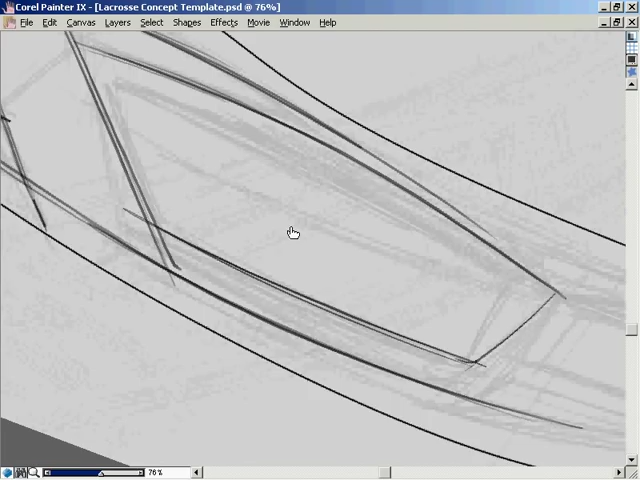 Corel Painter IX - [Lacrosse Concept Template.psd @ 76%]
File Edit Canvas Layers Select Shapes Effects Movie Window Help
76%